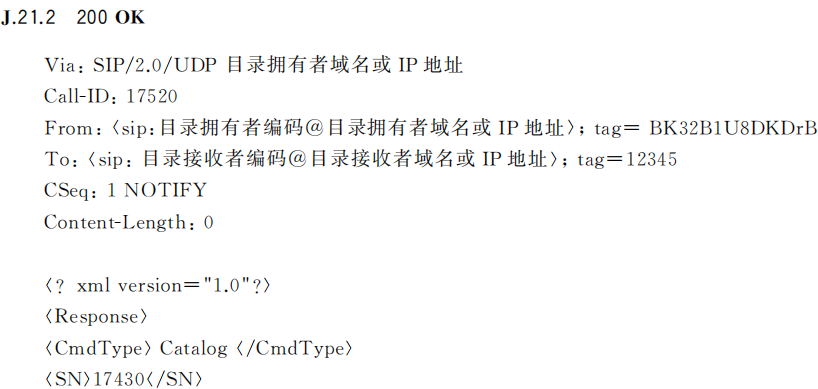 J.21.2 200 OK
Via: SIP/2.0/UDP 目录拥有者域名或 IP 地址
Call-ID: 17520
From:〈sip:目录拥有者编码@目录拥有者域名或 IP 地址〉; tag= BK32B1U8DKDrB
To:〈sip: 目录接收者编码@目录接收者域名或 IP 地址〉; tag=12345
CSeq: 1 NOTIFY
Content-Length: 0
〈? xml version="1.0"?〉
〈Response〉
〈CmdType〉Catalog〈/CmdType〉
〈SN〉17430〈/SN〉